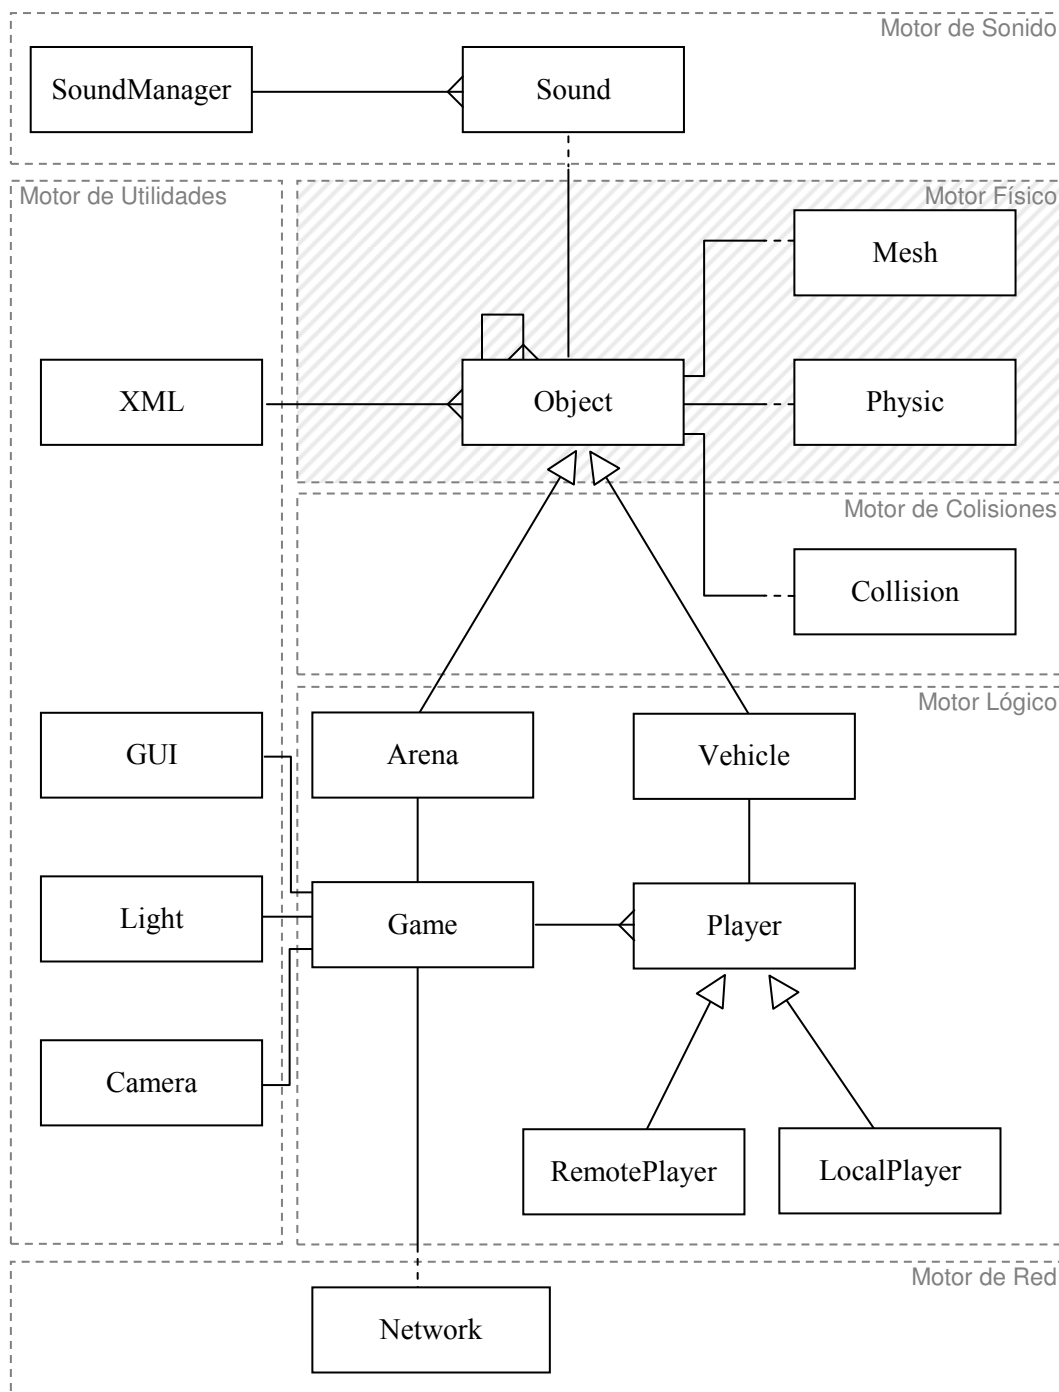 Motor de Sonido
SoundManager
Sound
Motor de Utilidades
Motor Físico
Mesh
XML
Object
Physic
Motor de Colisiones
Collision
Motor Lógico
GUI
Arena
Vehicle
Light
Game
Player
Camera
RemotePlayer
LocalPlayer
Motor de Red
Network